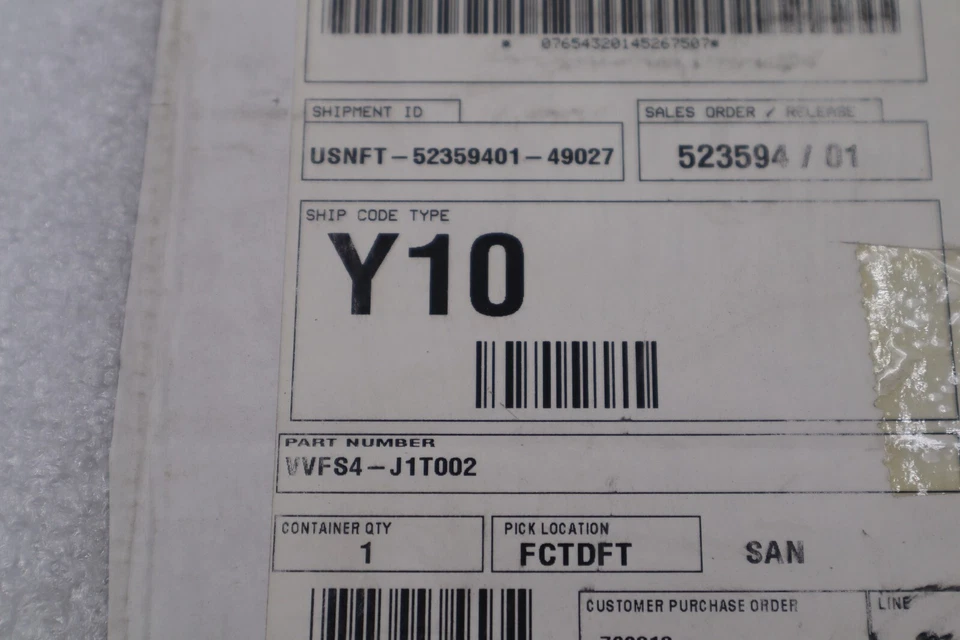 * 07654320145267507*
SHIPMENT ID
USNFT-52359401-49027
SALES ORDER / RELEASE
523594 / 01
SHIP CODE TYPE
Y10
PART NUMBER
VVFS4-J1T002
CONTAINER QTY
1
PICK LOCATION
FCTDFT
SAN
CUSTOMER PURCHASE ORDER
LINE